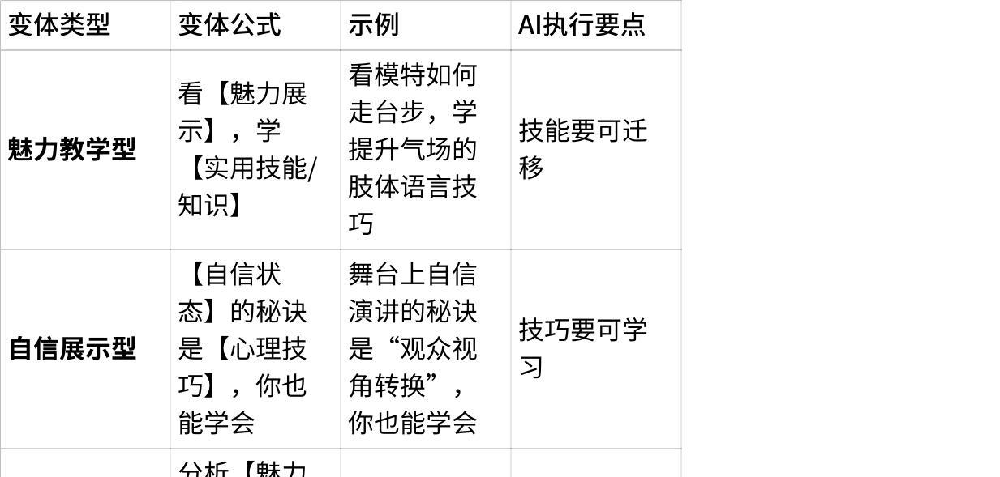 变体类型
变体公式
示例
AI执行要点
魅力教学型
看【魅力展
示】，学
【实用技能/
知识】
看模特如何
走台步，学
提升气场的
肢体语言技
巧
技能要可迁
移
自信展示型
【自信状
态】的秘诀
是【心理技
巧】，你也
能学会
舞台上自信
演讲的秘诀
是“观众视
角转换”，
你也能学会
技巧要可学
习
分析【魅力